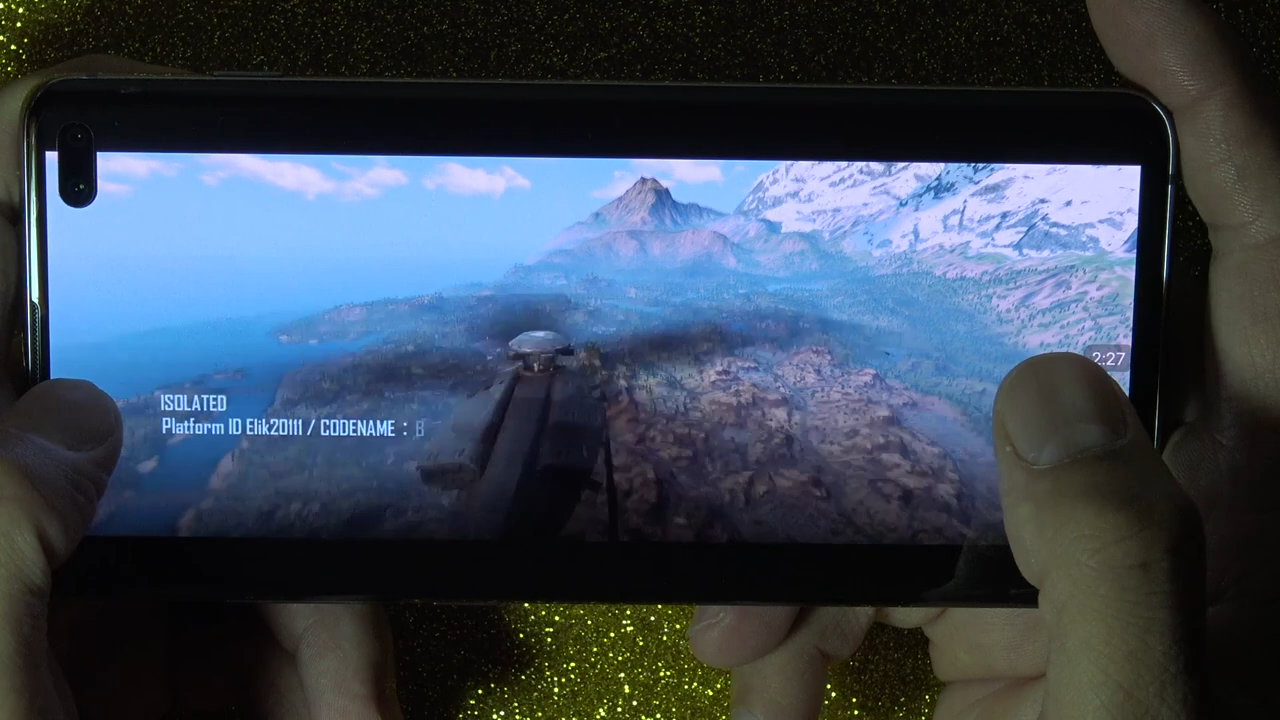 2:27
ISOLATED
Platform ID Elik20111 / CODENAME : B